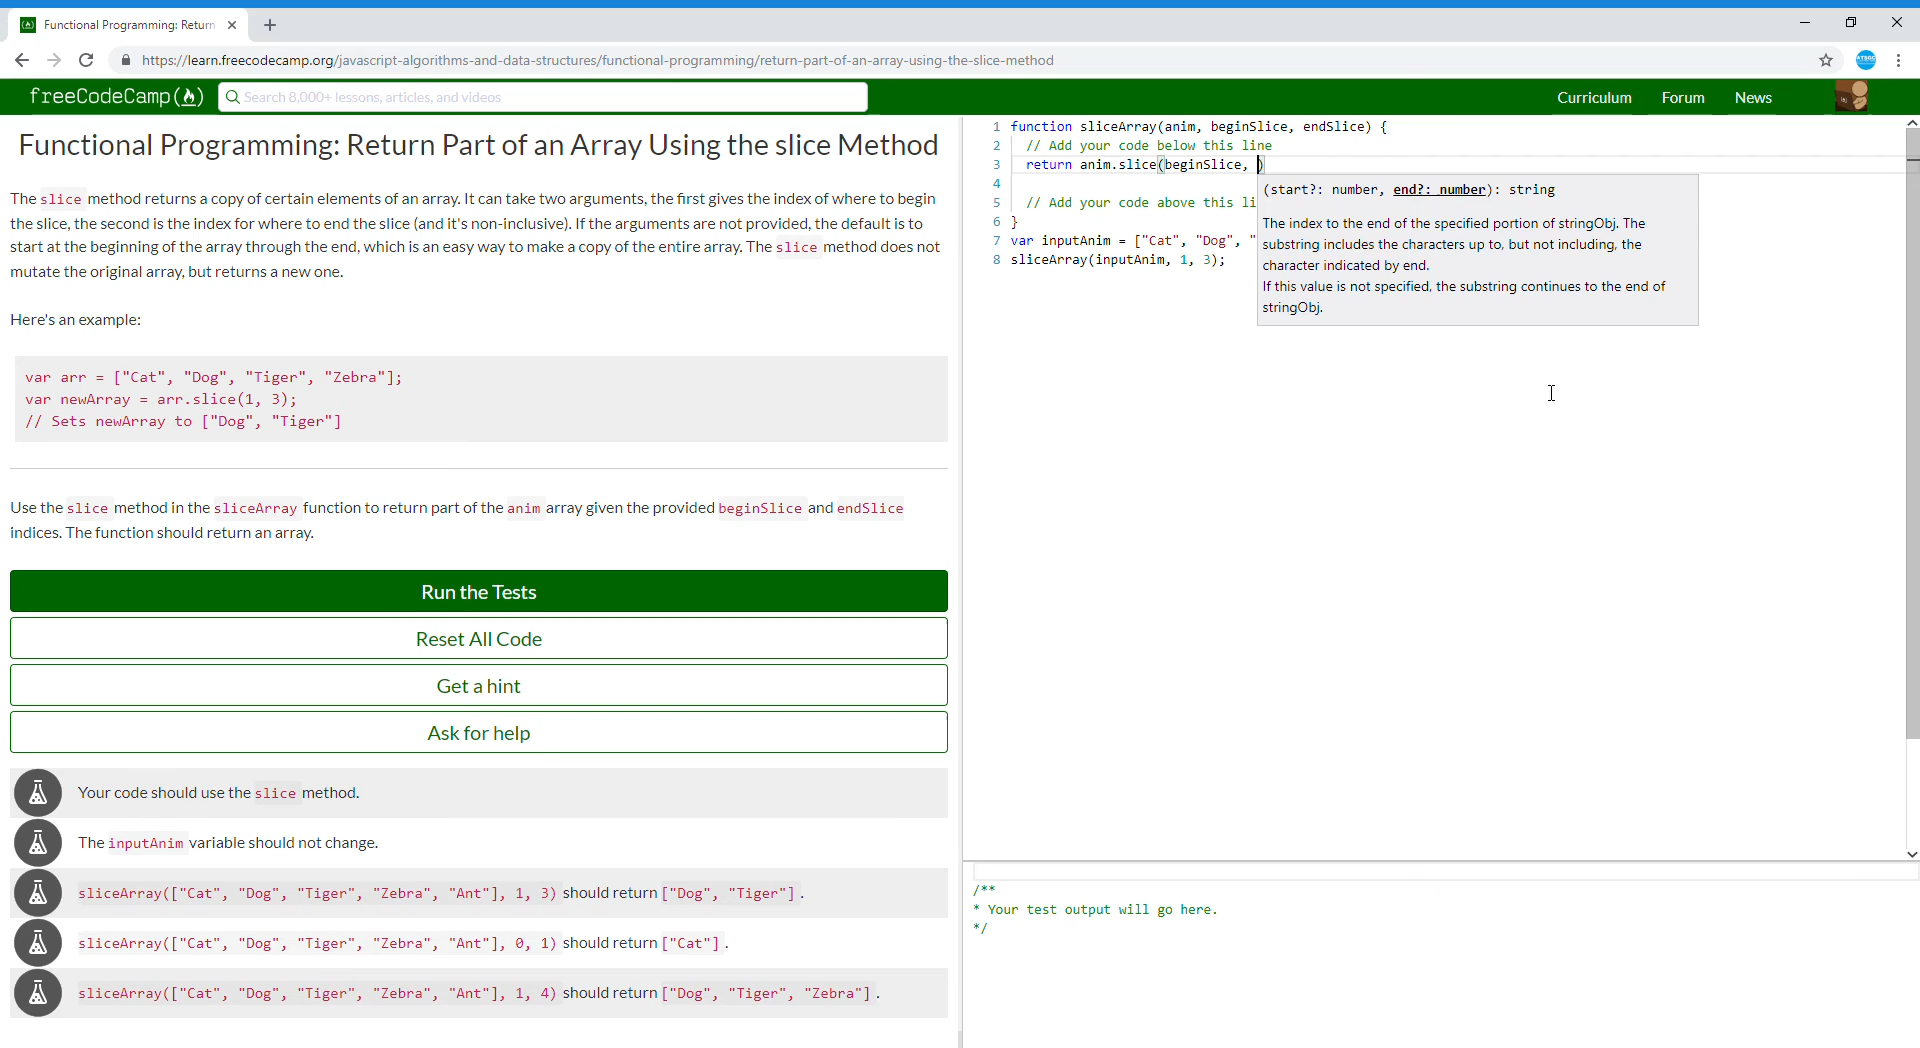 Functional Programming: Return
https://learn.freecodecamp.org/javascript-algorithms-and-data-structures/functional-programming/return-part-of-an-array-using-the-slice-method
freeCodeCamp
Search 8,000+ lessons, articles, and videos
Curriculum Forum News
Functional Programming: Return Part of an Array Using the slice Method
The slice method returns a copy of certain elements of an array. It can take two arguments, the first gives the index of where to begin
the slice, the second is the index for where to end the slice (and it's non-inclusive). If the arguments are not provided, the default is to
start at the beginning of the array through the end, which is an easy way to make a copy of the entire array. The slice method does not
mutate the original array, but returns a new one.
Here's an example:
var arr = ["Cat", "Dog", "Tiger", "Zebra"];
var newArray = arr.slice(1, 3);
// Sets newArray to ["Dog", "Tiger"]
Use the slice method in the sliceArray function to return part of the anim array given the provided beginSlice and endSlice
indices. The function should return an array.
Run the Tests
Reset All Code
Get a hint
Ask for help
Your code should use the slice method.
The inputAnim variable should not change.
sliceArray(["Cat", "Dog", "Tiger", "Zebra", "Ant"], 1, 3) should return ["Dog", "Tiger"].
sliceArray(["Cat", "Dog", "Tiger", "Zebra", "Ant"], 0, 1) should return ["Cat"].
sliceArray(["Cat", "Dog", "Tiger", "Zebra", "Ant"], 1, 4) should return ["Dog", "Tiger", "Zebra"].
1 function sliceArray(anim, beginSlice, endSlice) {
2 // Add your code below this line
3 return anim.slice(beginSlice, )
4
5 // Add your code above this li
6 }
7 var inputAnim = ["Cat", "Dog", "
8 sliceArray(inputAnim, 1, 3);
(start?: number, end?: number): string
The index to the end of the specified portion of stringObj. The
substring includes the characters up to, but not including, the
character indicated by end.
If this value is not specified, the substring continues to the end of
stringObj.
/**
* Your test output will go here.
*/